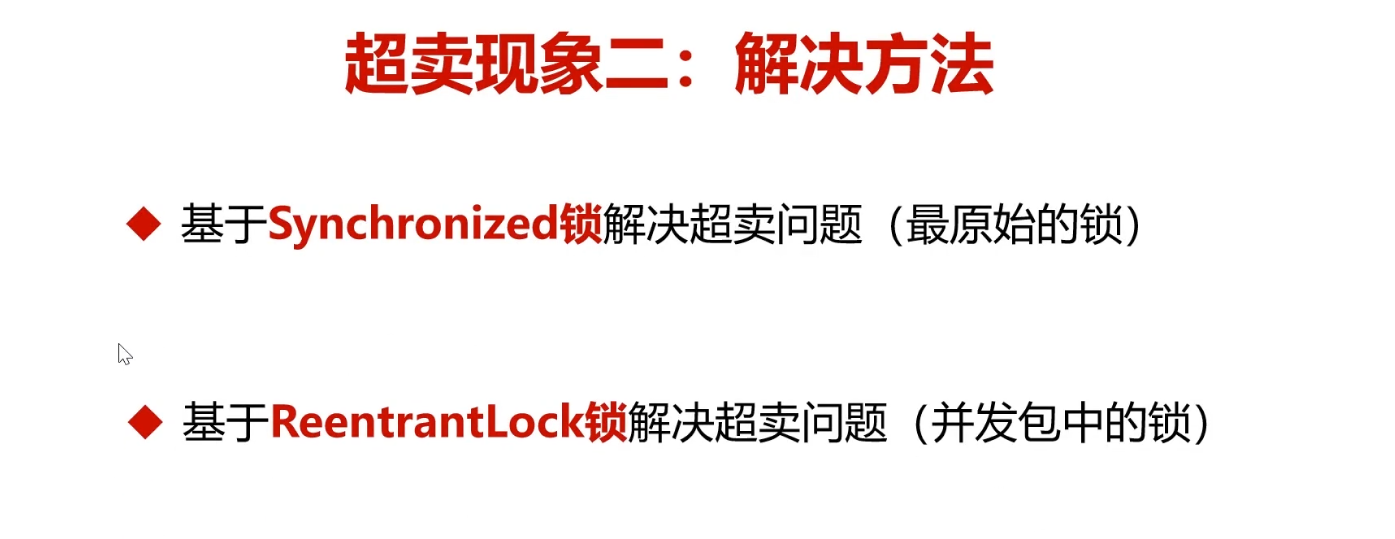 超卖现象二：解决方法
基于Synchronized锁解决超卖问题（最原始的锁）
基于ReentrantLock锁解决超卖问题（并发包中的锁）